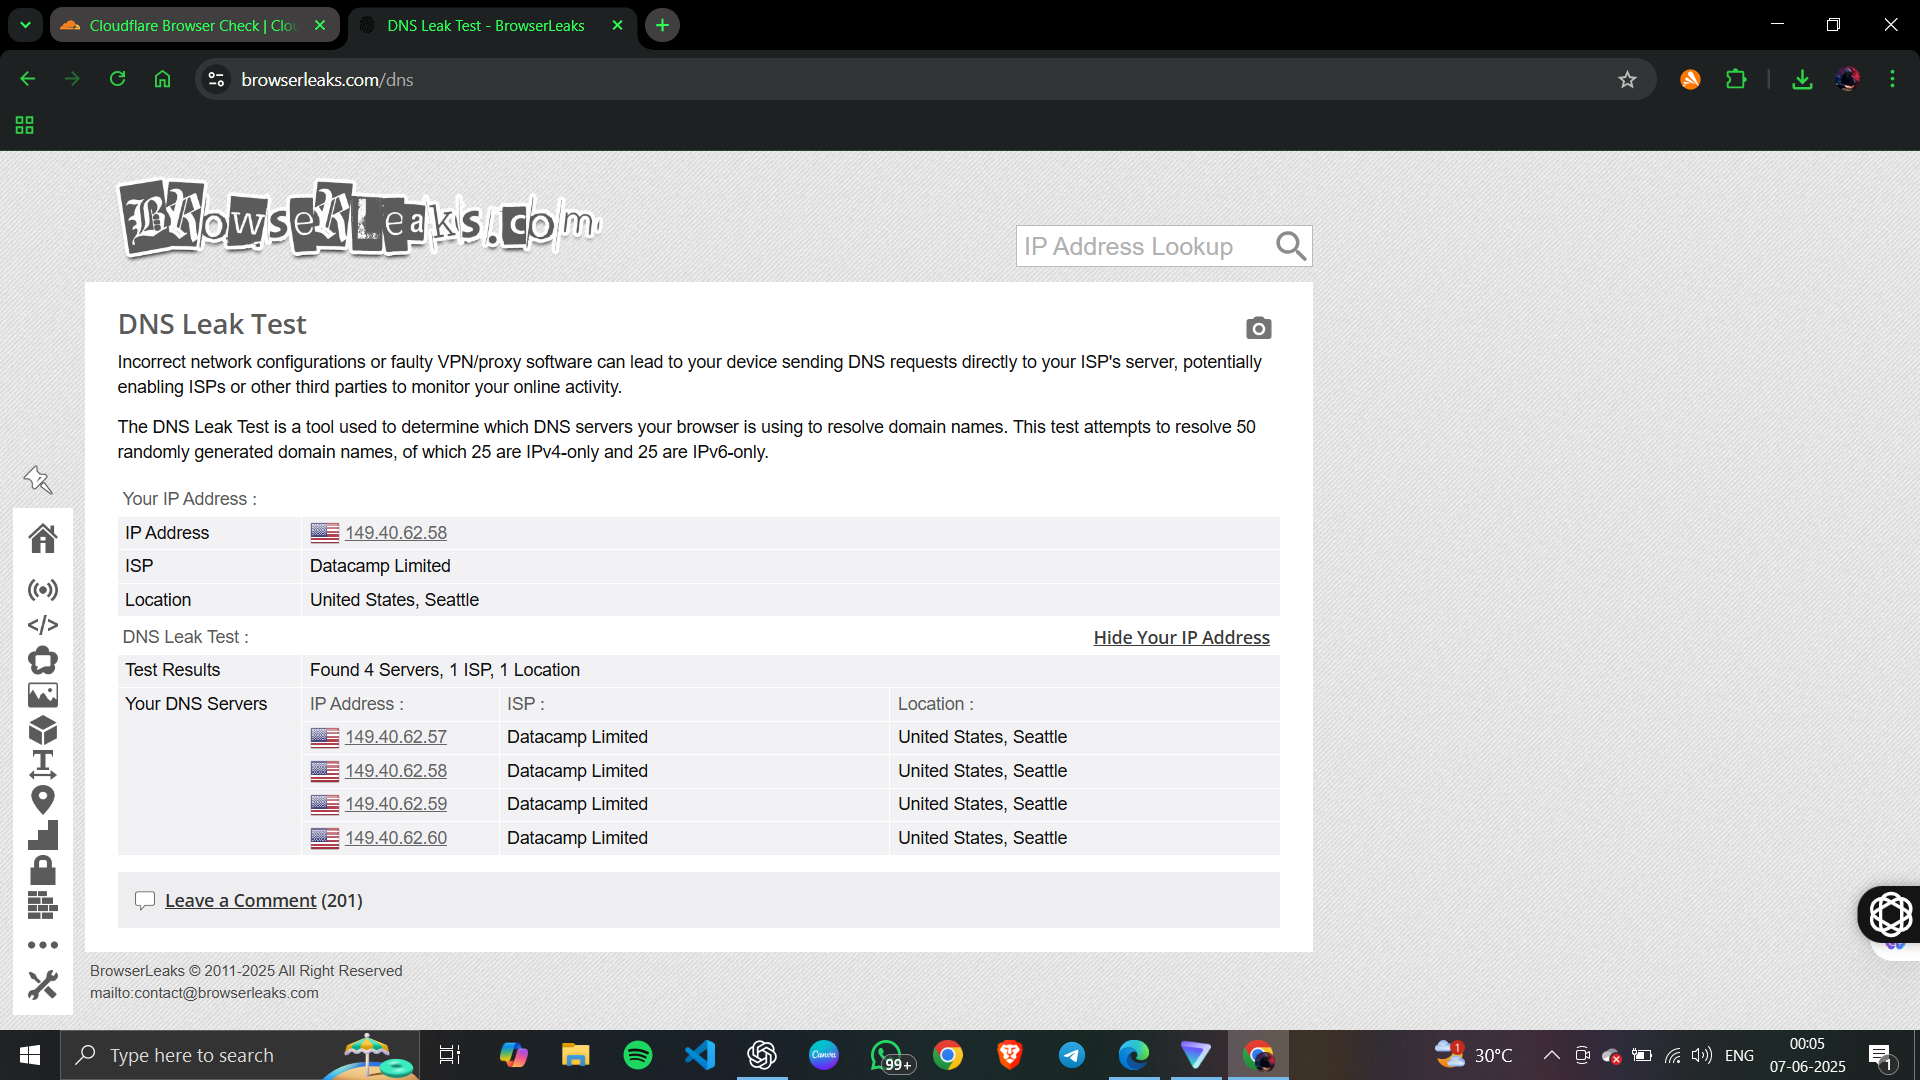 Cloudflare Browser Check | Clou
DNS Leak Test - BrowserLeaks
browserleaks.com/dns
BrowserLeaks.com
IP Address Lookup
DNS Leak Test
Incorrect network configurations or faulty VPN/proxy software can lead to your device sending DNS requests directly to your ISP's server, potentially
enabling ISPs or other third parties to monitor your online activity.
The DNS Leak Test is a tool used to determine which DNS servers your browser is using to resolve domain names. This test attempts to resolve 50
randomly generated domain names, of which 25 are IPv4-only and 25 are IPv6-only.
Your IP Address :
IP Address 149.40.62.58
ISP Datacamp Limited
Location United States, Seattle
DNS Leak Test : Hide Your IP Address
Test Results Found 4 Servers, 1 ISP, 1 Location
Your DNS Servers IP Address : ISP : Location :
149.40.62.57 Datacamp Limited United States, Seattle
149.40.62.58 Datacamp Limited United States, Seattle
149.40.62.59 Datacamp Limited United States, Seattle
149.40.62.60 Datacamp Limited United States, Seattle
Leave a Comment (201)
BrowserLeaks © 2011-2025 All Right Reserved
mailto:contact@browserleaks.com
Type here to search
Canva
99+
1
30°C
ENG
00:05
07-06-2025
1